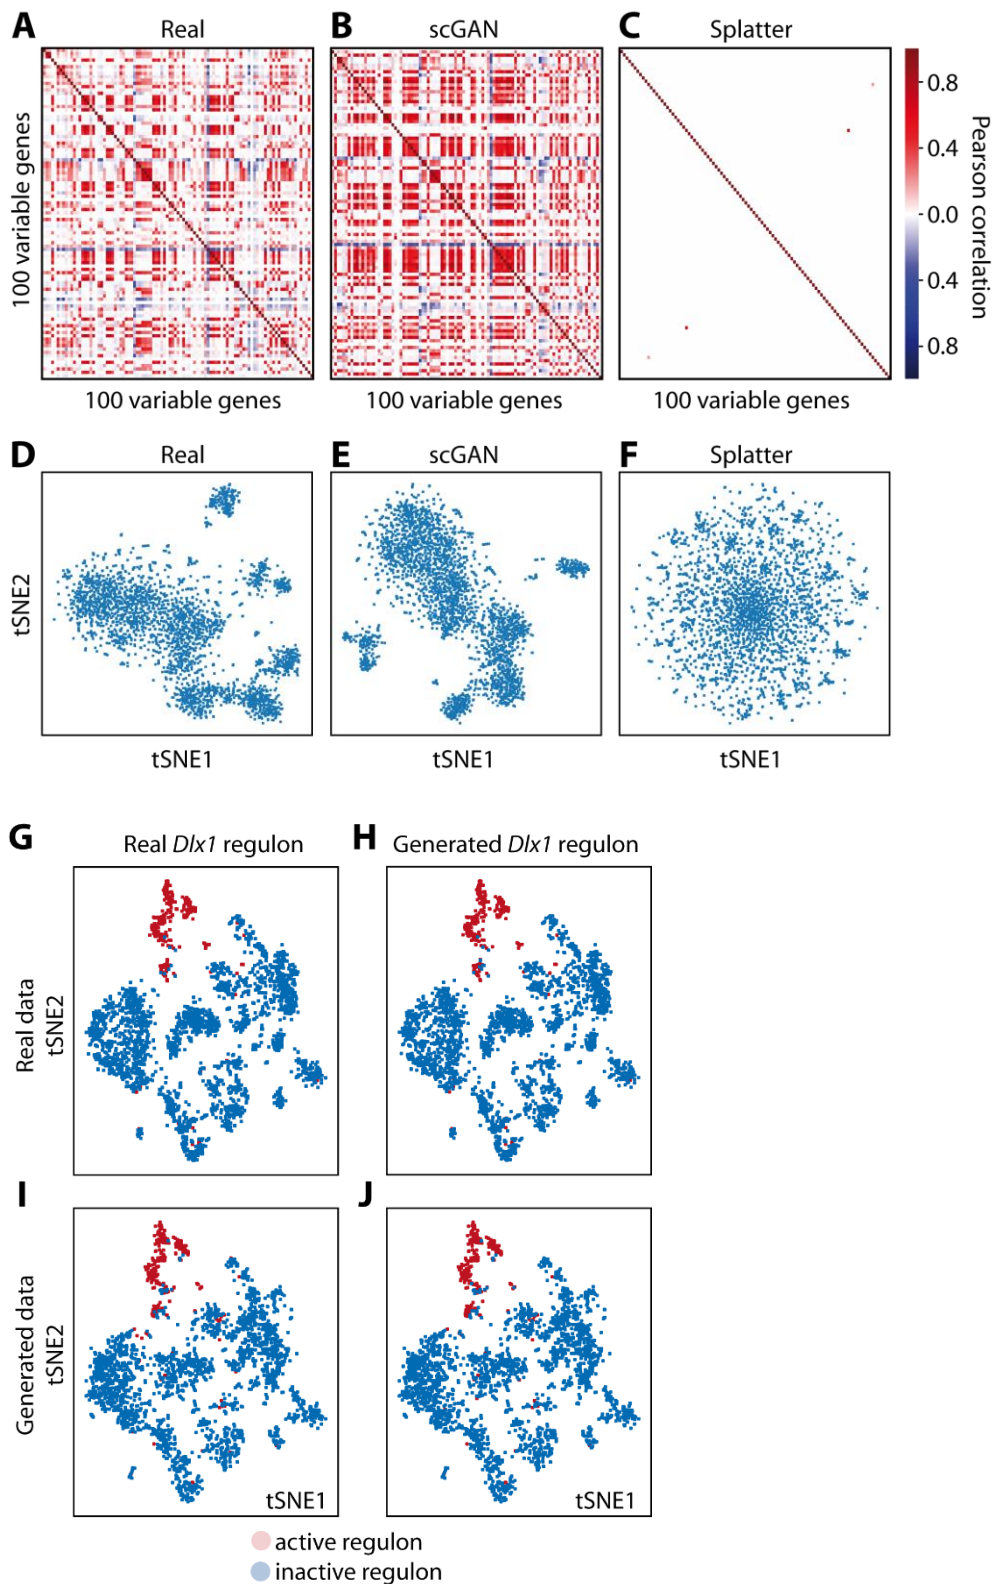 A Real
B scGAN
C Splatter
100 variable genes
100 variable genes
100 variable genes
100 variable genes
0.8
0.4
0.0
0.4
0.8
Pearson correlation
D Real
E scGAN
F Splatter
tSNE2
tSNE1
tSNE1
tSNE1
G Real Dlx1 regulon
H Generated Dlx1 regulon
Real data
tSNE2
I
J
Generated data
tSNE2
tSNE1
tSNE1
active regulon
inactive regulon